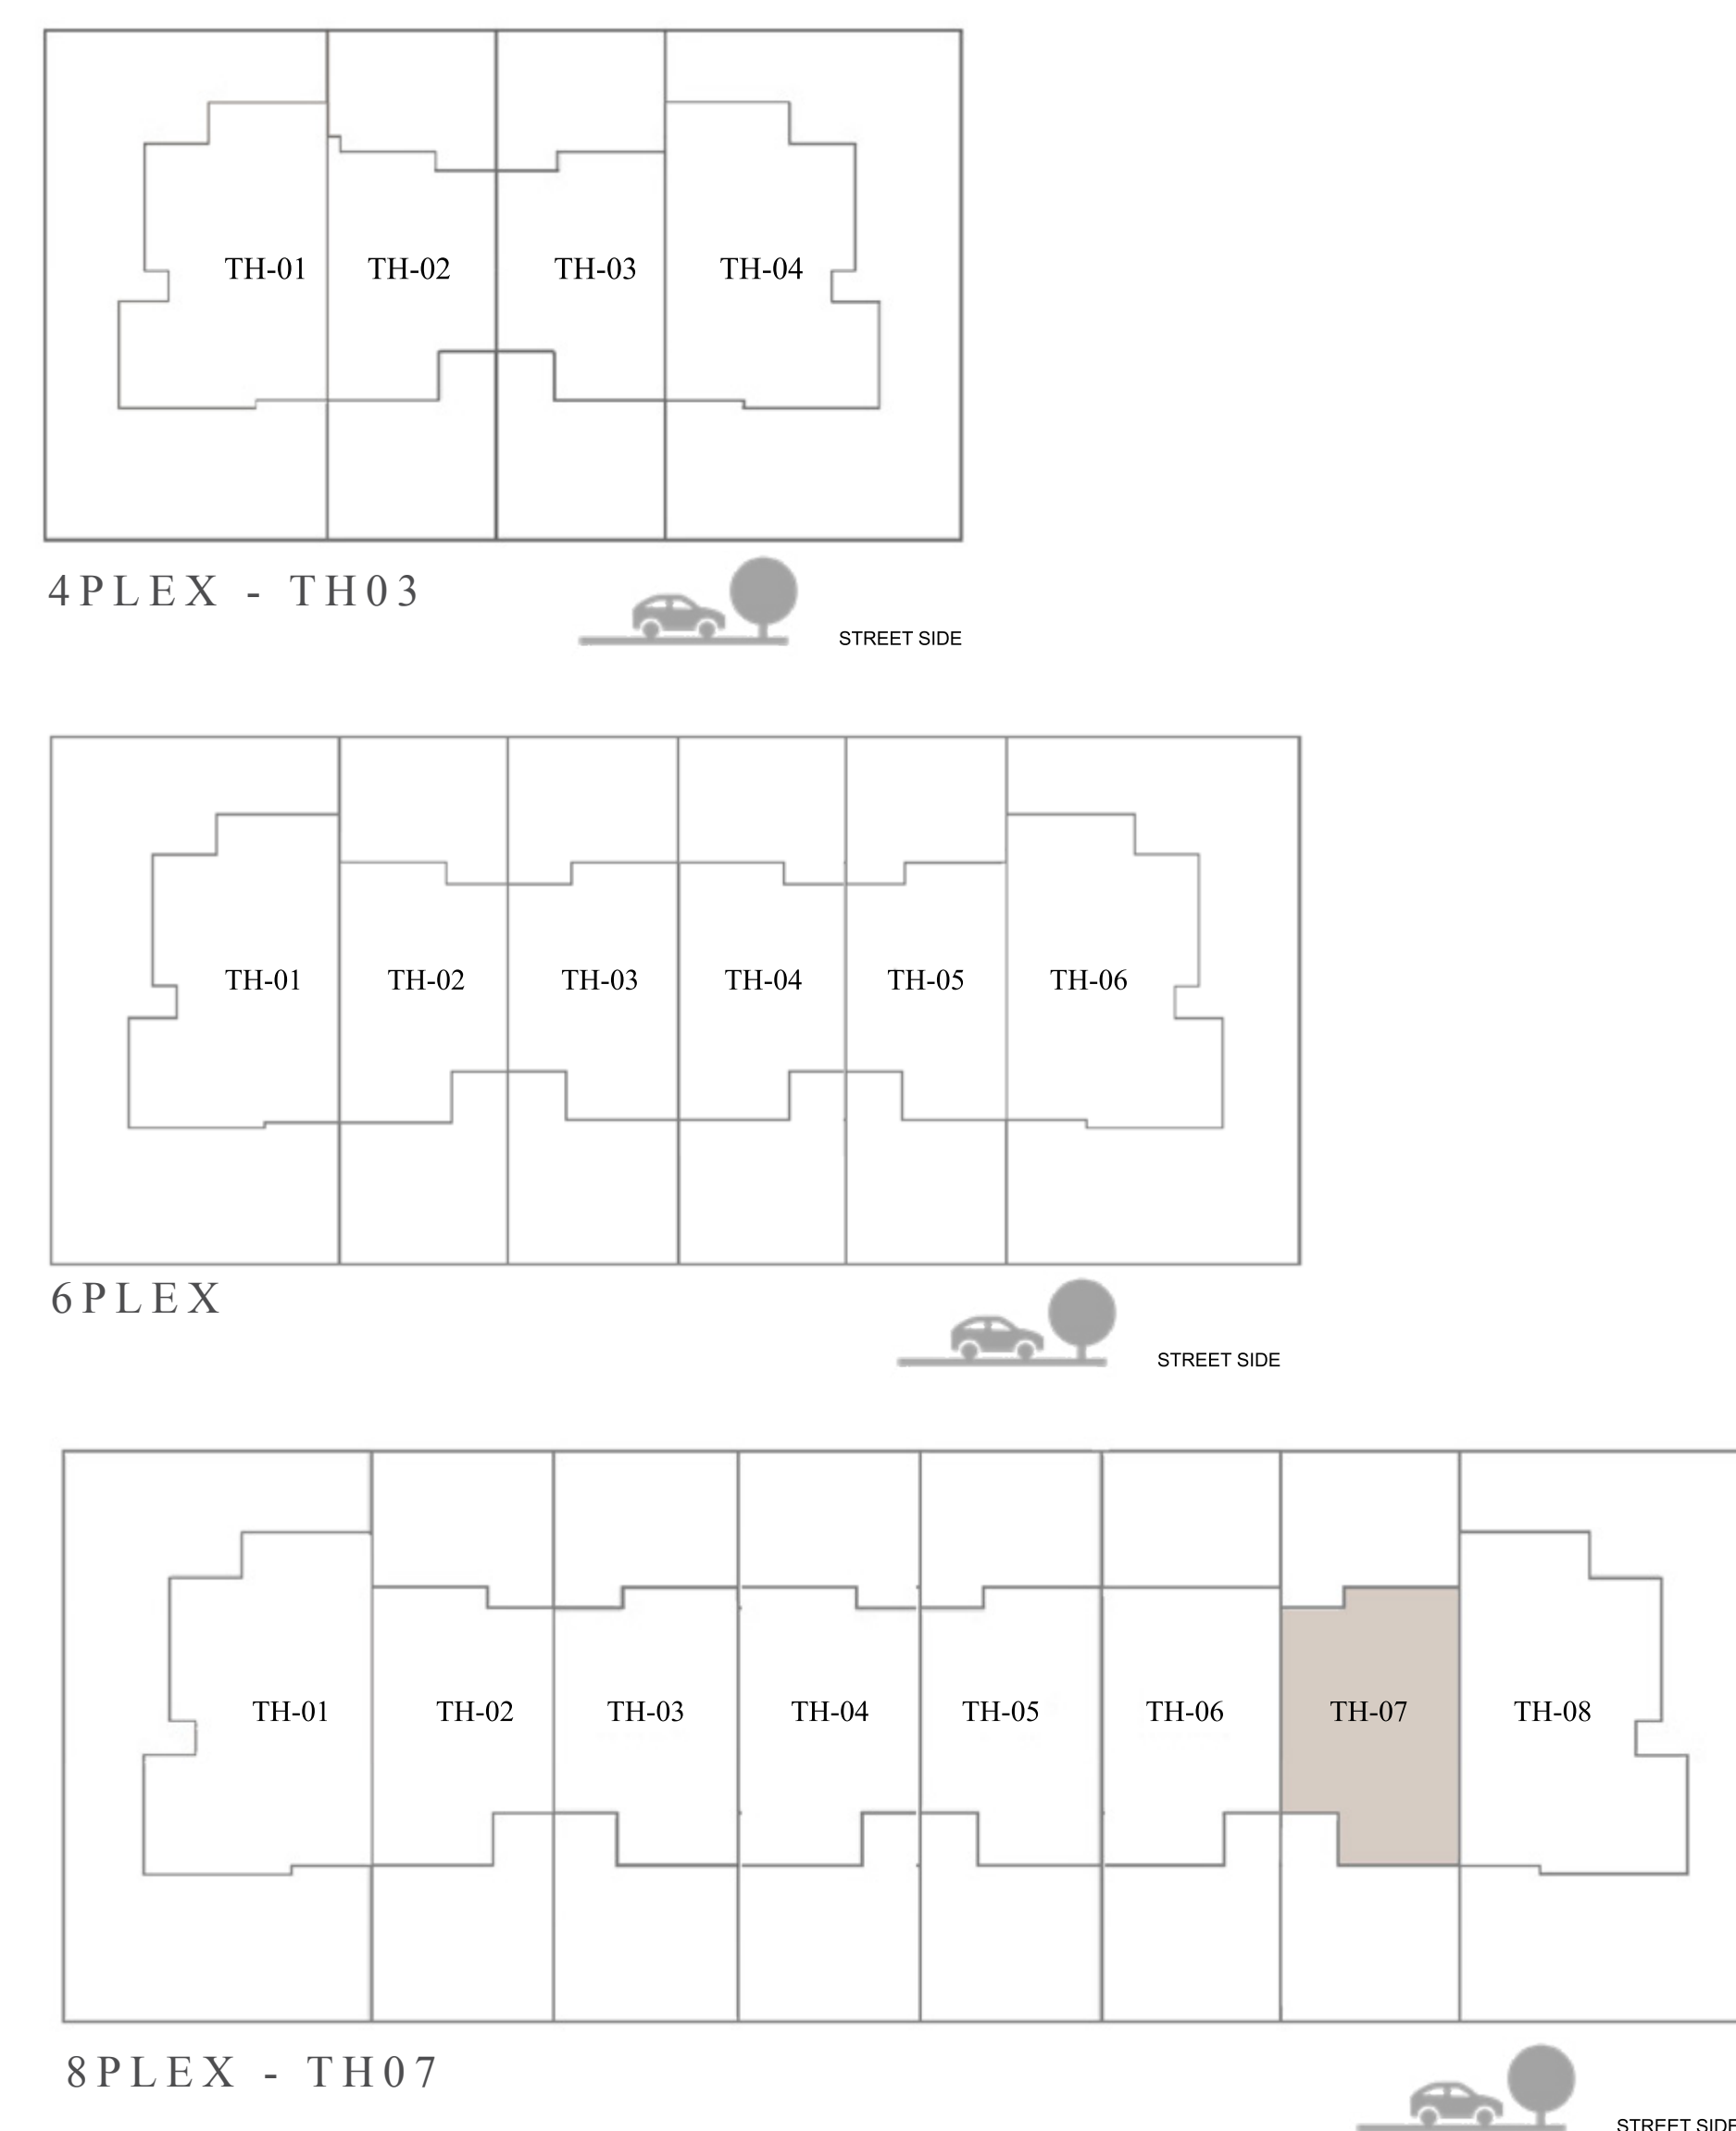 TH-01 TH-02 TH-03 TH-04
4PLEX - TH03
STREET SIDE
TH-01 TH-02 TH-03 TH-04 TH-05 TH-06
6PLEX
STREET SIDE
TH-01 TH-02 TH-03 TH-04 TH-05 TH-06 TH-07 TH-08
8PLEX - TH07
STREET SIDE